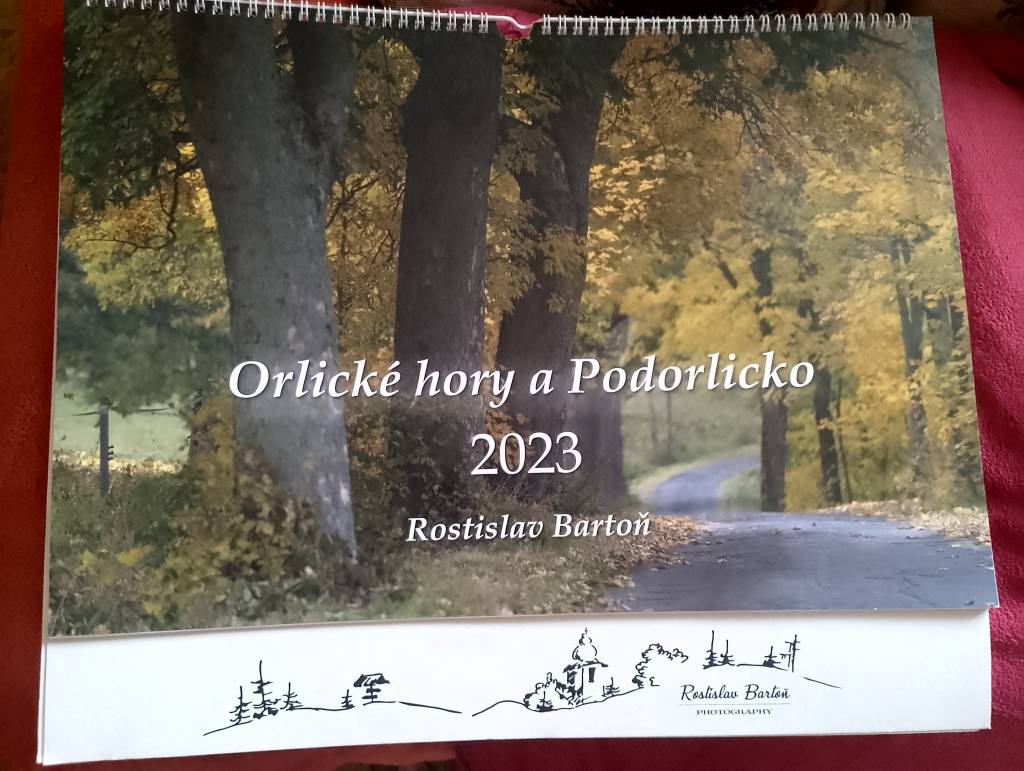 Orlické hory a Podorlicko
2023
Rostislav Bartoň
Rostislav Bartoň
PHOTOGRAPHY